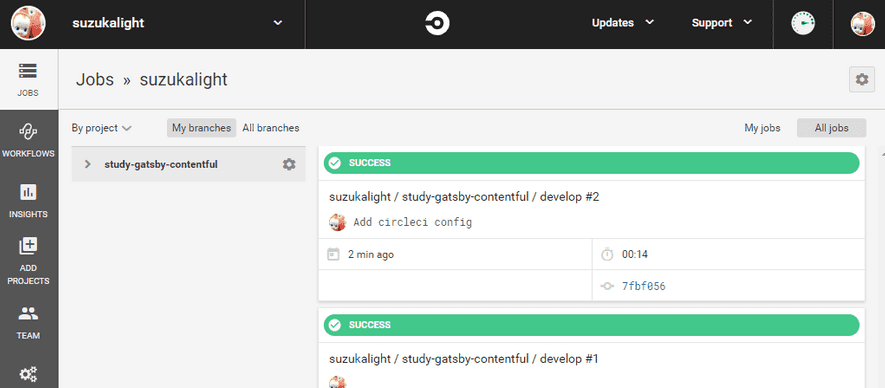 suzukalight
Updates
Support
JOBS
WORKFLOWS
INSIGHTS
ADD
PROJECTS
TEAM
Jobs » suzukalight
By project
My branches
All branches
My jobs
All jobs
study-gatsby-contentful
SUCCESS
suzukalight / study-gatsby-contentful / develop #2
Add circleci config
2 min ago
00:14
7fbf056
SUCCESS
suzukalight / study-gatsby-contentful / develop #1